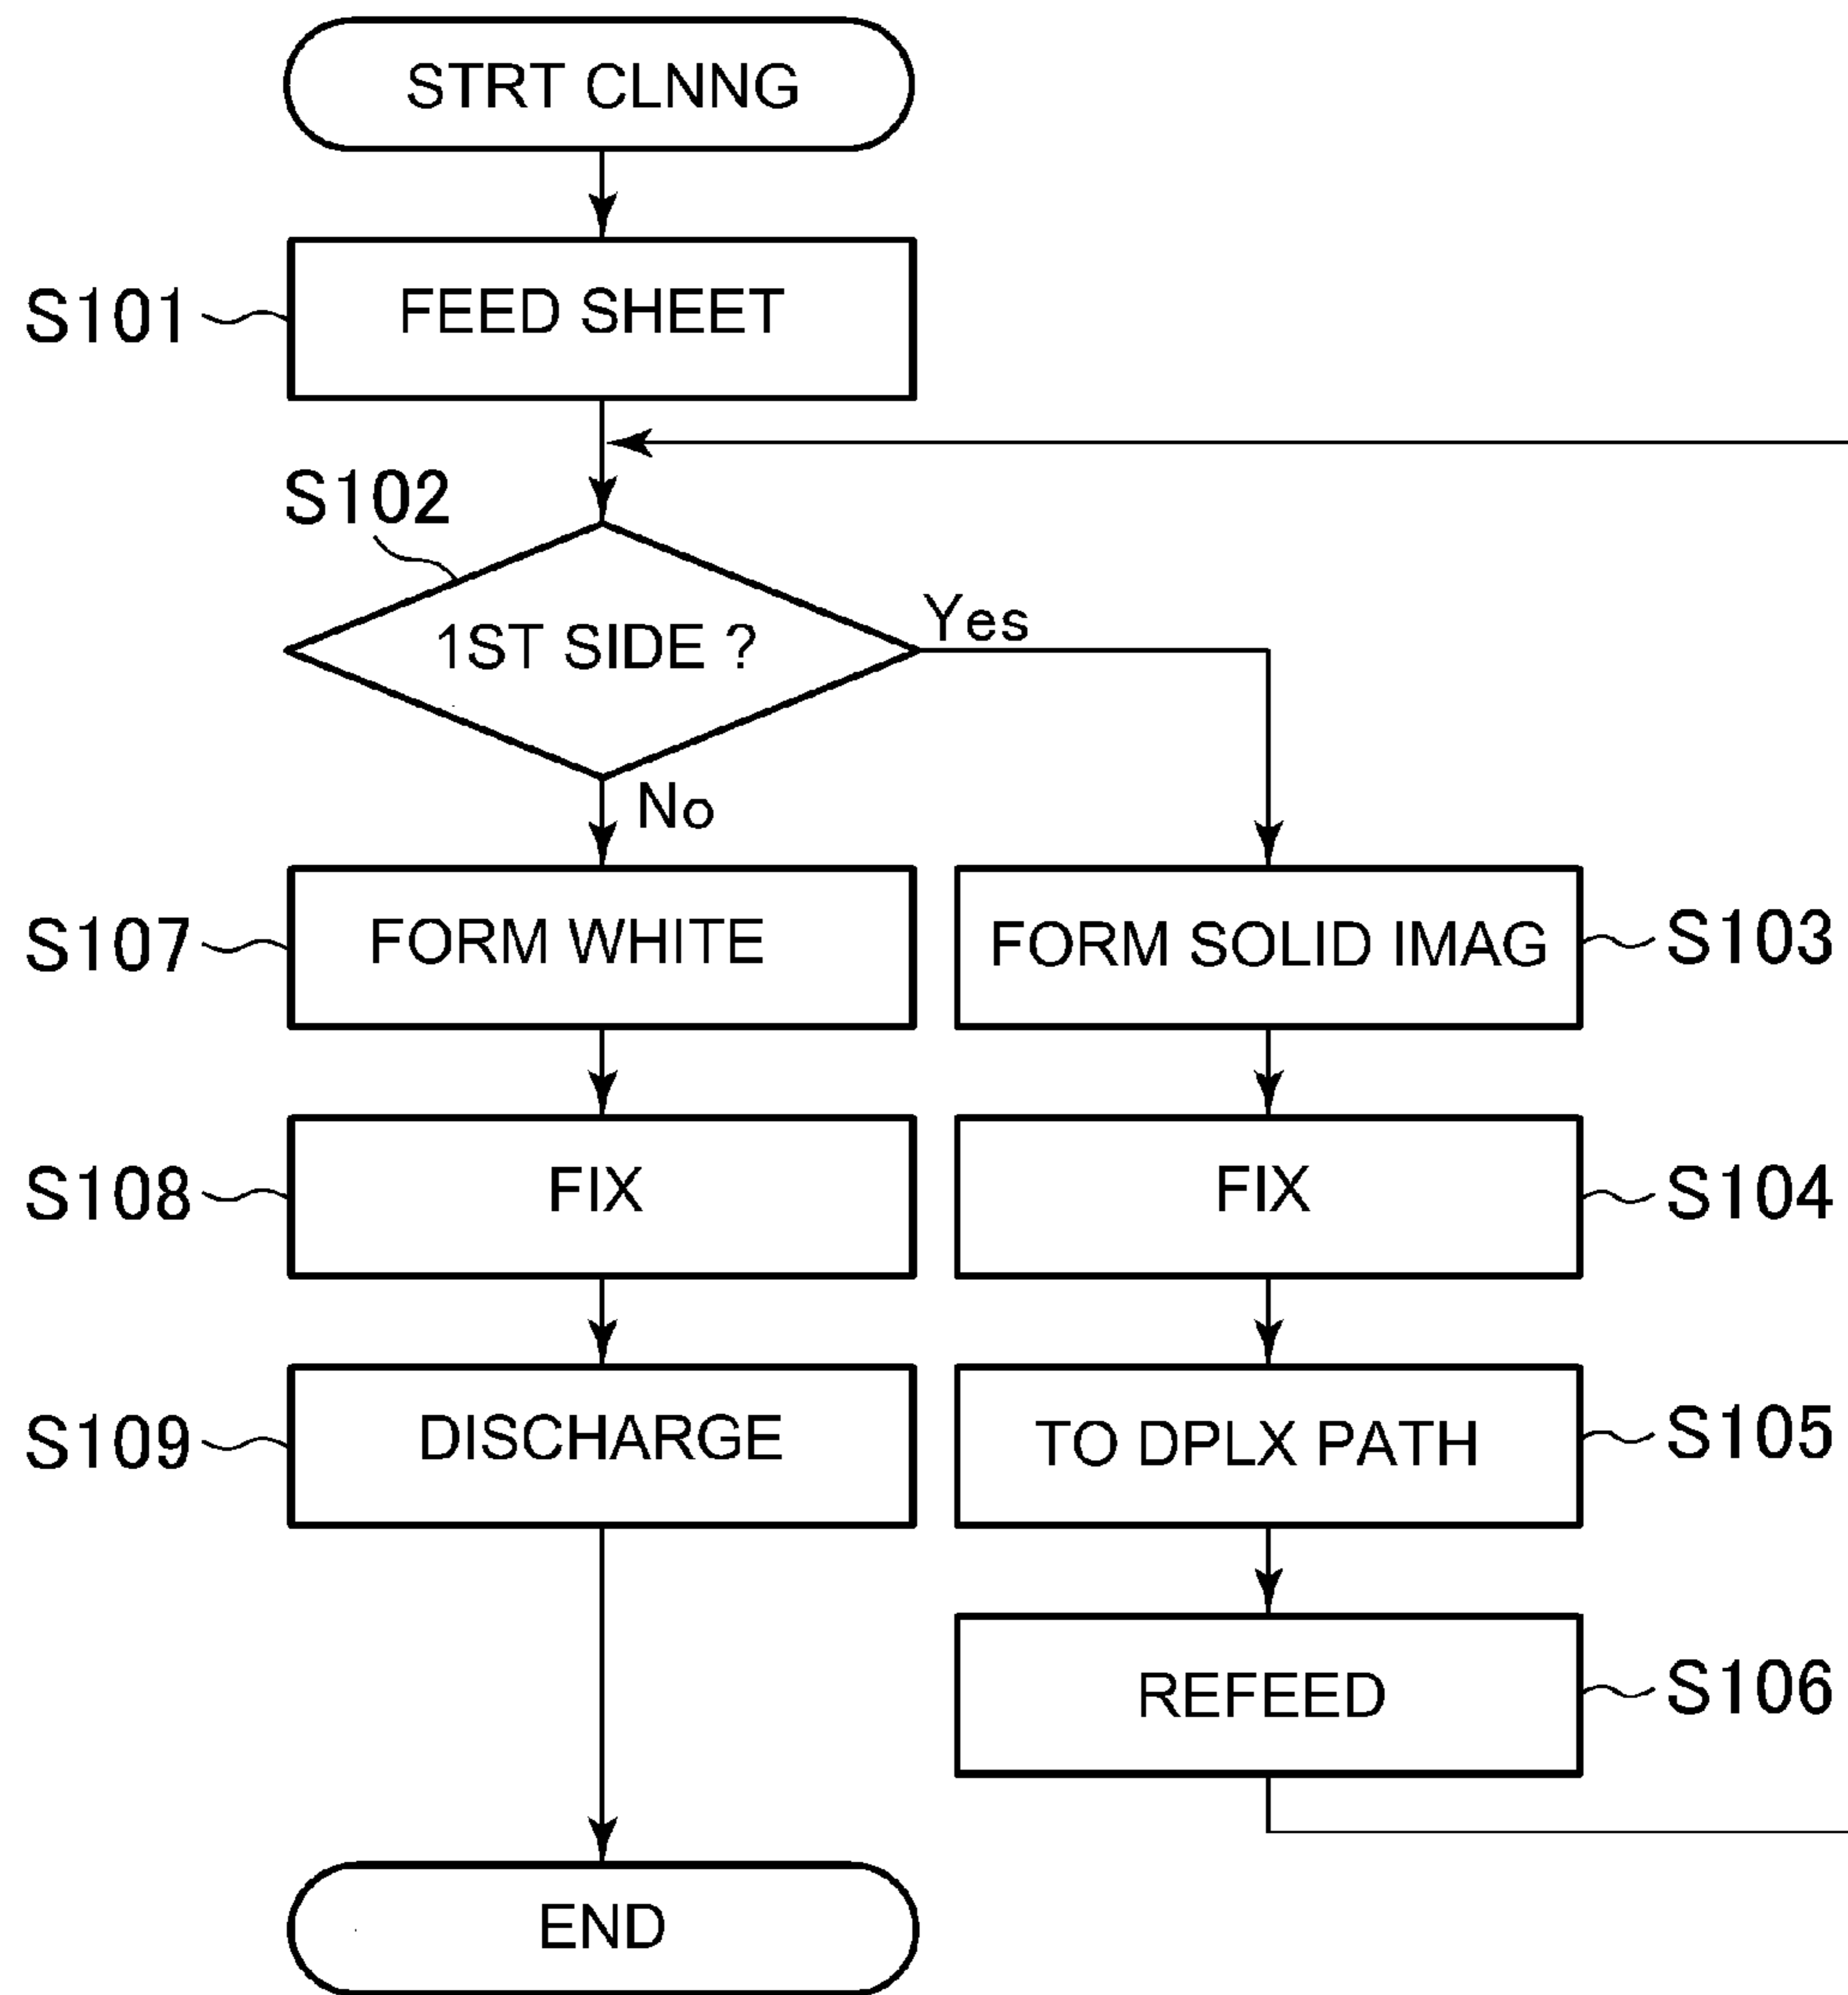 STRT CLNNG
S101
FEED SHEET
S102
1ST SIDE ?
Yes
No
S107
FORM WHITE
FORM SOLID IMAG
S103
S108
FIX
FIX
S104
S109
DISCHARGE
TO DPLX PATH
S105
REFEED
S106
END